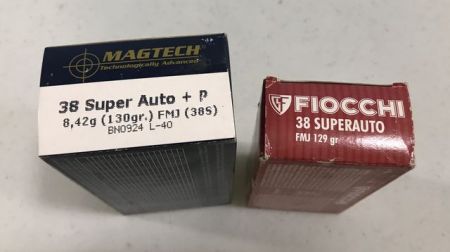 MAGTECH
Technologically Advanced
38 Super Auto + P
8,42g (130gr.) FMJ (38S)
BN0924 L-40
FIOCCHI
38 SUPERAUTO
FMJ 129 gr